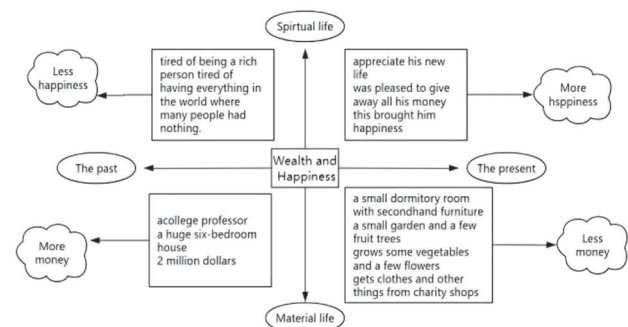 Spirtual life
Less
happiness
tired of being a rich
person tired of
having everything in
the world where
many people had
nothing.
appreciate his new
life
was pleased to give
away all his money
this brought him
happiness
More
hsppiness
The past
Wealth and
Happiness
The present
More
money
acollege professor
a huge six-bedroom
house
2 million dollars
a small dormitory room
with secondhand furniture
a small garden and a few
fruit trees
grows some vegetables
and a few flowers
gets clothes and other
things from charity shops
Less
money
Material life